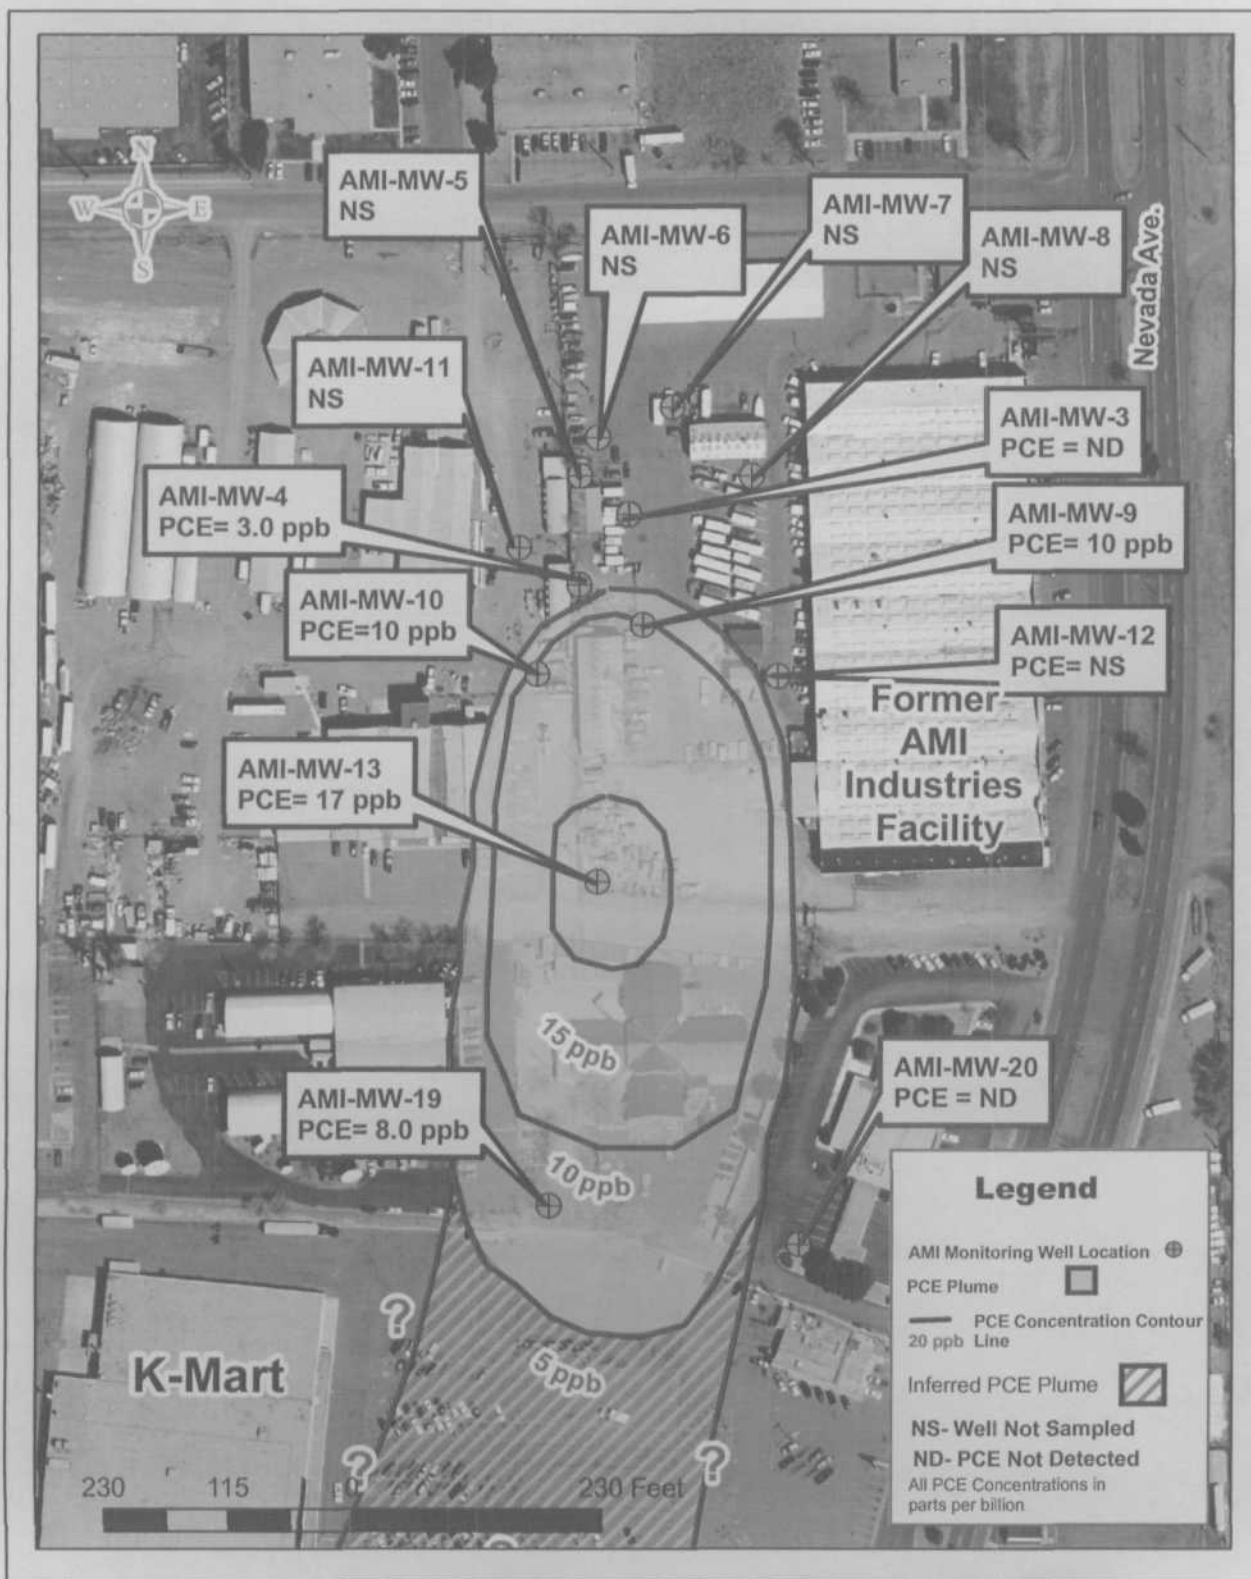 N
W E
S
AMI-MW-5
NS
AMI-MW-6
NS
AMI-MW-7
NS
AMI-MW-8
NS
Nevada Ave.
AMI-MW-11
NS
AMI-MW-3
PCE = ND
AMI-MW-4
PCE= 3.0 ppb
AMI-MW-9
PCE= 10 ppb
AMI-MW-10
PCE=10 ppb
AMI-MW-12
PCE= NS
Former
AMI
Industries
Facility
AMI-MW-13
PCE= 17 ppb
15 ppb
AMI-MW-20
PCE = ND
AMI-MW-19
PCE= 8.0 ppb
10 ppb
Legend
AMI Monitoring Well Location
PCE Plume
PCE Concentration Contour
20 ppb Line
Inferred PCE Plume
NS- Well Not Sampled
ND- PCE Not Detected
All PCE Concentrations in
parts per billion
?
5 ppb
K-Mart
? ?
230 115 0 230 Feet